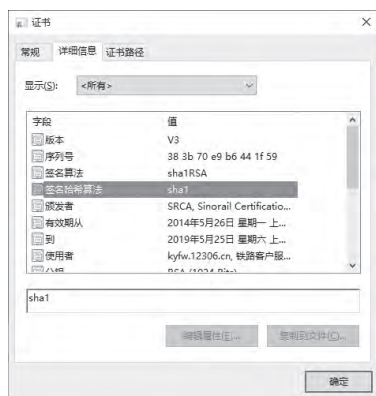 证书
常规 详细信息 证书路径
显示(S): <所有>
字段 值
版本 V3
序列号 38 3b 70 e9 b6 44 1f 59
签名算法 sha1RSA
签名哈希算法 sha1
颁发者 SRCA, Sinorail Certificatio...
有效期从 2014年5月26日 星期一 上...
到 2019年5月25日 星期六 上...
使用者 kyfw.12306.cn, 铁路客户服...
RSA (1024 Bits)
sha1
编辑属性(E)... 复制到文件(C)...
确定